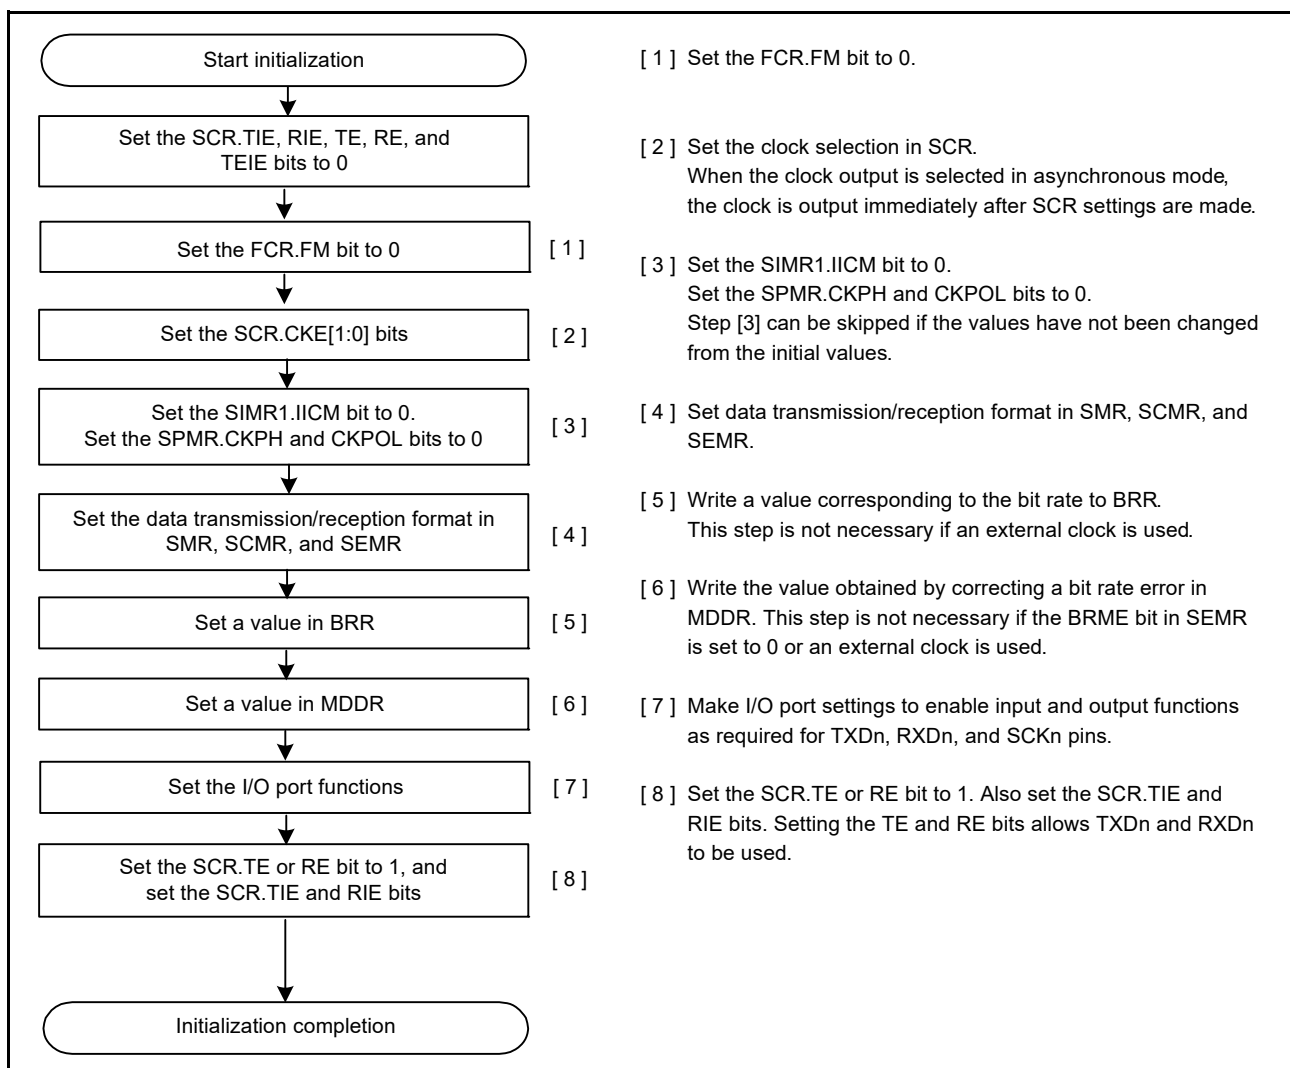 Start initialization
Set the SCR.TIE, RIE, TE, RE, and
TEIE bits to 0
Set the FCR.FM bit to 0
[ 1 ]
Set the SCR.CKE[1:0] bits
[ 2 ]
Set the SIMR1.IICM bit to 0.
Set the SPMR.CKPH and CKPOL bits to 0
[ 3 ]
Set the data transmission/reception format in
SMR, SCMR, and SEMR
[ 4 ]
Set a value in BRR
[ 5 ]
Set a value in MDDR
[ 6 ]
Set the I/O port functions
[ 7 ]
Set the SCR.TE or RE bit to 1, and
set the SCR.TIE and RIE bits
[ 8 ]
Initialization completion
[ 1 ] Set the FCR.FM bit to 0.
[ 2 ] Set the clock selection in SCR.
When the clock output is selected in asynchronous mode,
the clock is output immediately after SCR settings are made.
[ 3 ] Set the SIMR1.IICM bit to 0.
Set the SPMR.CKPH and CKPOL bits to 0.
Step [3] can be skipped if the values have not been changed
from the initial values.
[ 4 ] Set data transmission/reception format in SMR, SCMR, and
SEMR.
[ 5 ] Write a value corresponding to the bit rate to BRR.
This step is not necessary if an external clock is used.
[ 6 ] Write the value obtained by correcting a bit rate error in
MDDR. This step is not necessary if the BRME bit in SEMR
is set to 0 or an external clock is used.
[ 7 ] Make I/O port settings to enable input and output functions
as required for TXDn, RXDn, and SCKn pins.
[ 8 ] Set the SCR.TE or RE bit to 1. Also set the SCR.TIE and
RIE bits. Setting the TE and RE bits allows TXDn and RXDn
to be used.